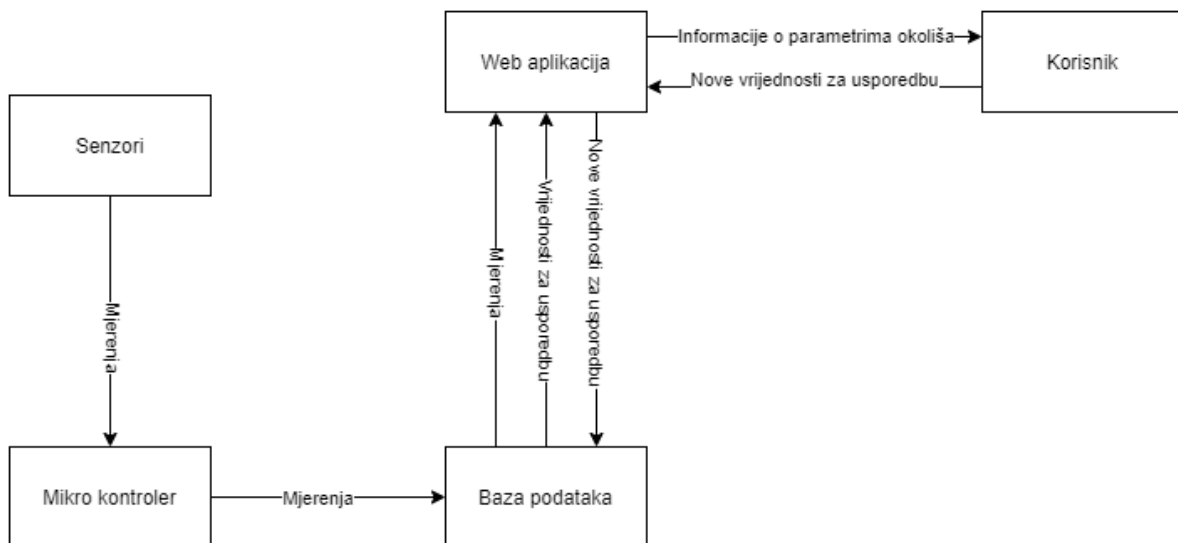 Web aplikacija
Informacije o parametrima okoliša
Nove vrijednosti za usporedbu
Korisnik
Senzori
Mjerenja
Mjerenja
Vrijednosti za usporedbu
Nove vrijednosti za usporedbu
Mikro kontroler
Mjerenja
Baza podataka